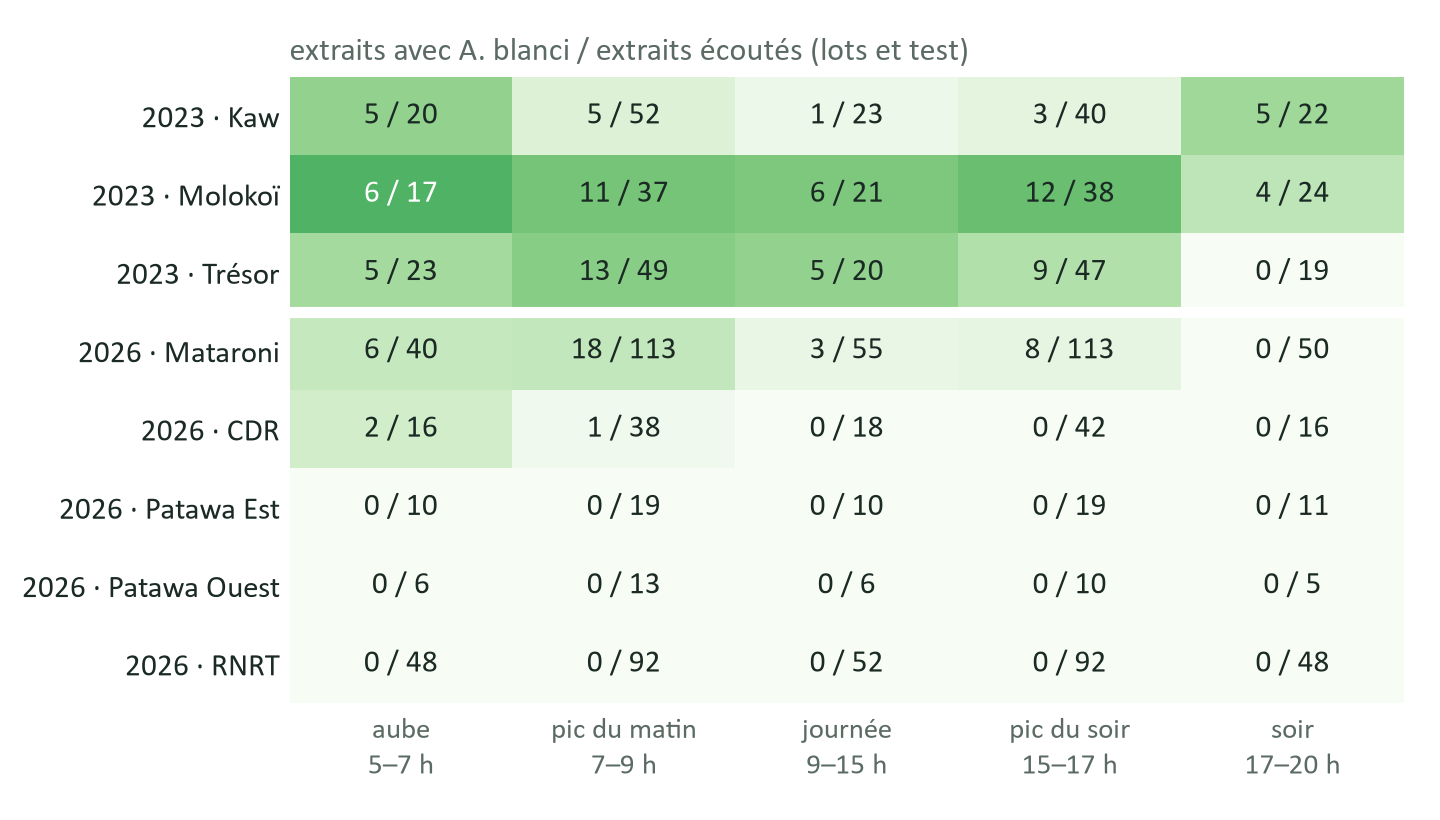 extraits avec A. blanci / extraits écoutés (lots et test)
2023 · Kaw 5 / 20 5 / 52 1 / 23 3 / 40 5 / 22
2023 · Molokoï 6 / 17 11 / 37 6 / 21 12 / 38 4 / 24
2023 · Trésor 5 / 23 13 / 49 5 / 20 9 / 47 0 / 19
2026 · Mataroni 6 / 40 18 / 113 3 / 55 8 / 113 0 / 50
2026 · CDR 2 / 16 1 / 38 0 / 18 0 / 42 0 / 16
2026 · Patawa Est 0 / 10 0 / 19 0 / 10 0 / 19 0 / 11
2026 · Patawa Ouest 0 / 6 0 / 13 0 / 6 0 / 10 0 / 5
2026 · RNRT 0 / 48 0 / 92 0 / 52 0 / 92 0 / 48
aube pic du matin journée pic du soir soir
5–7 h 7–9 h 9–15 h 15–17 h 17–20 h